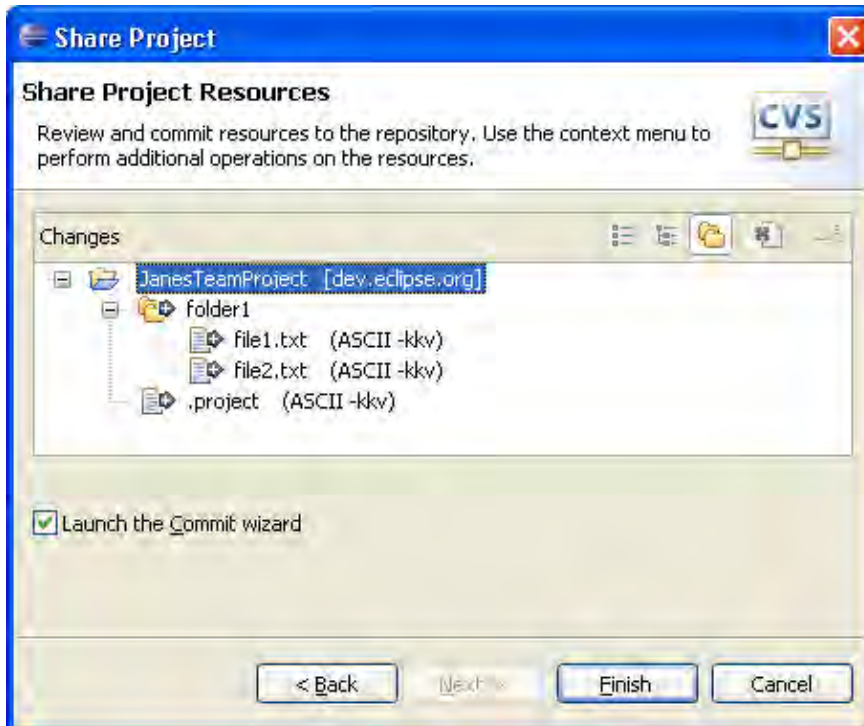 Share Project
Share Project Resources
Review and commit resources to the repository. Use the context menu to
perform additional operations on the resources.
CVS
Changes
JanesTeamProject [dev.eclipse.org]
folder1
file1.txt (ASCII -kkv)
file2.txt (ASCII -kkv)
.project (ASCII -kkv)
Launch the Commit wizard
< Back Next > Finish Cancel